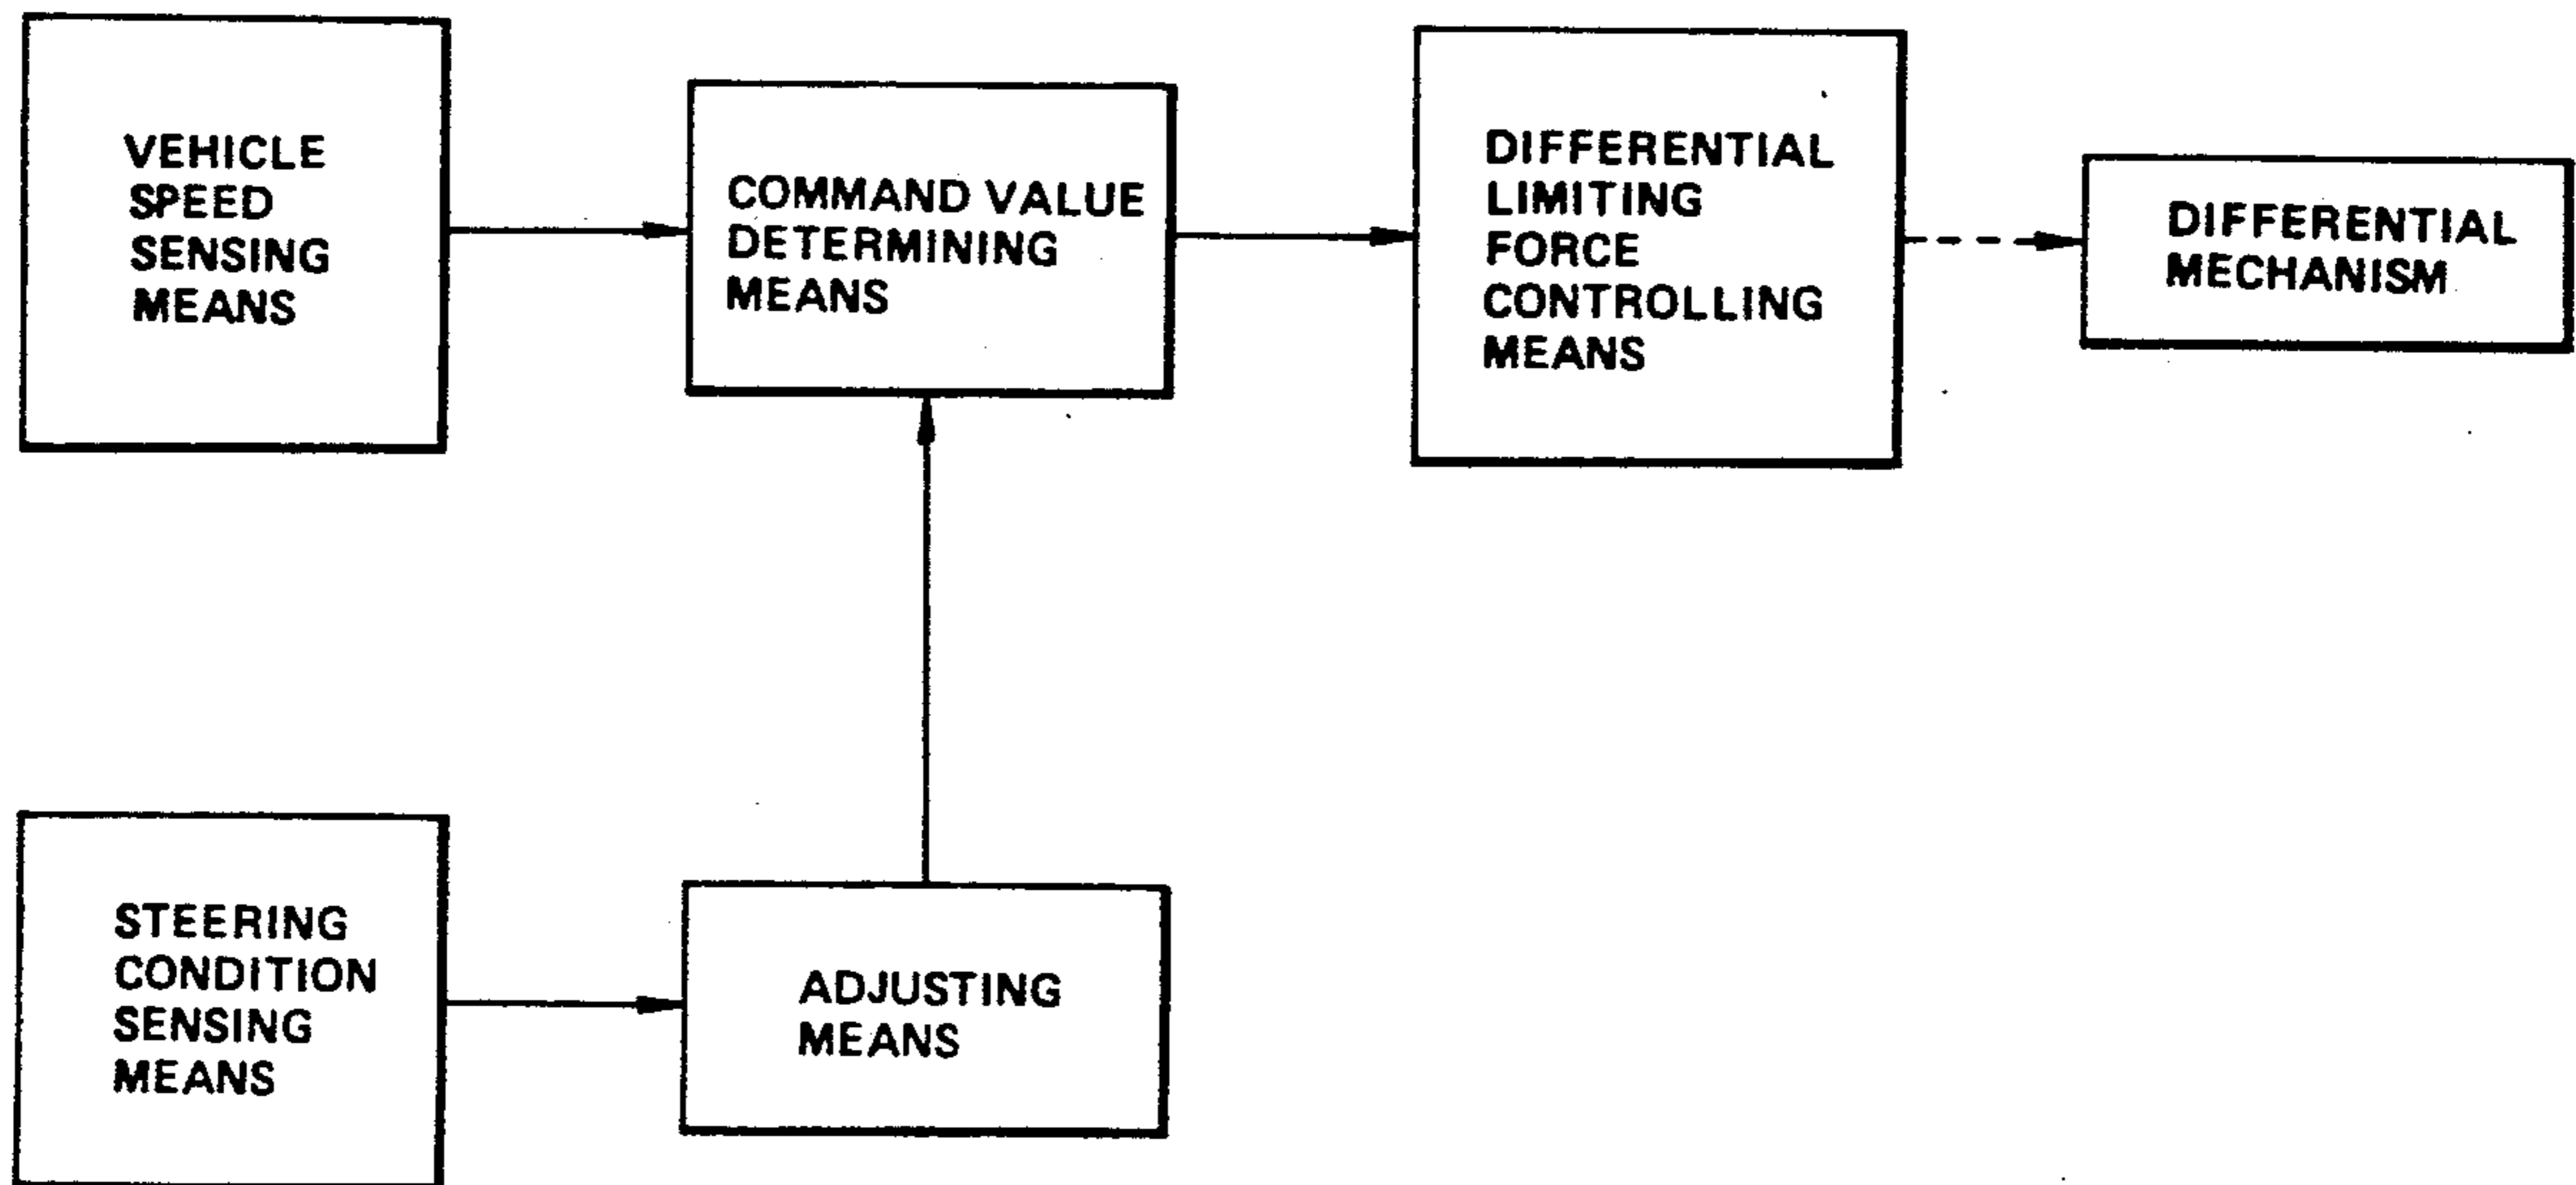 VEHICLE
SPEED
SENSING
MEANS
COMMAND VALUE
DETERMINING
MEANS
DIFFERENTIAL
LIMITING
FORCE
CONTROLLING
MEANS
DIFFERENTIAL
MECHANISM
STEERING
CONDITION
SENSING
MEANS
ADJUSTING
MEANS